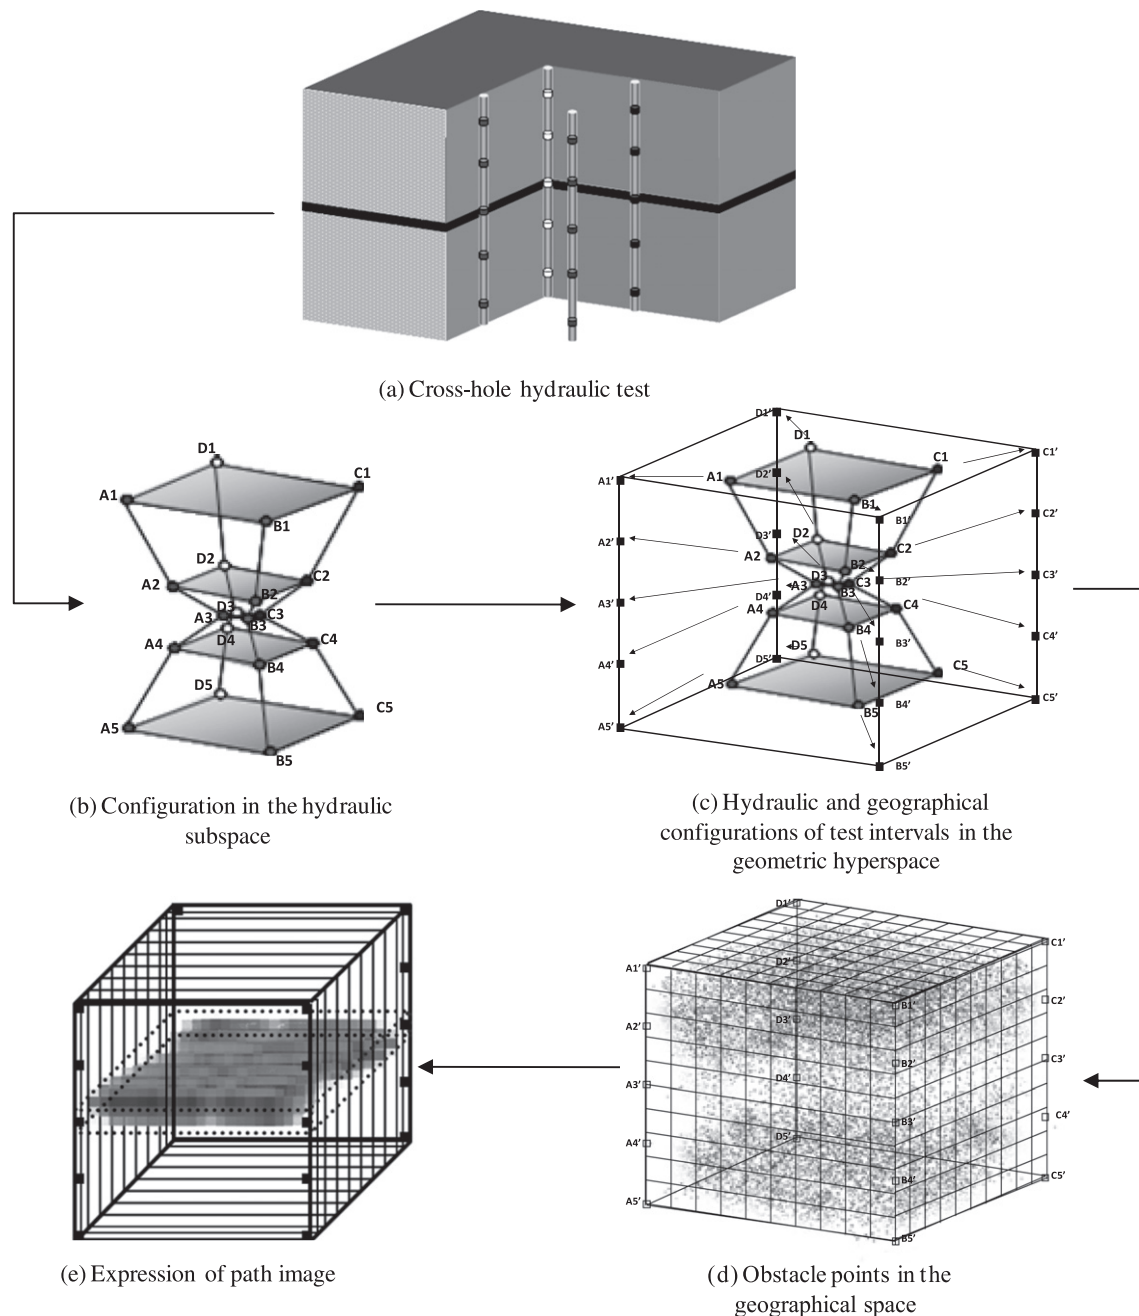 (a) Cross-hole hydraulic test
D1
C1
A1
B1
D2
C2
A2
B2
D3
C3
A3
B3
D4
C4
A4
B4
D5
C5
A5
B5
(b) Configuration in the hydraulic
subspace
D1'
D1
C1'
C1
A1'
A1
D2'
B1
B1'
C2'
D3'
D2
A2'
A2
C2
B2
B2'
C3'
D3
A3
C3
B3
A3'
D4'
D4
A4
C4
B4
B3'
C4'
D5
D5'
A4'
C5
A5
B5
B4'
C5'
A5'
B5'
(c) Hydraulic and geographical
configurations of test intervals in the
geometric hyperspace
D1'
C1'
A1'
D2'
B1'
C2'
A2'
D3'
B2'
C3'
A3'
D4'
B3'
C4'
A4'
D5'
B4'
C5'
A5'
B5'
(e) Expression of path image
(d) Obstacle points in the
geographical space